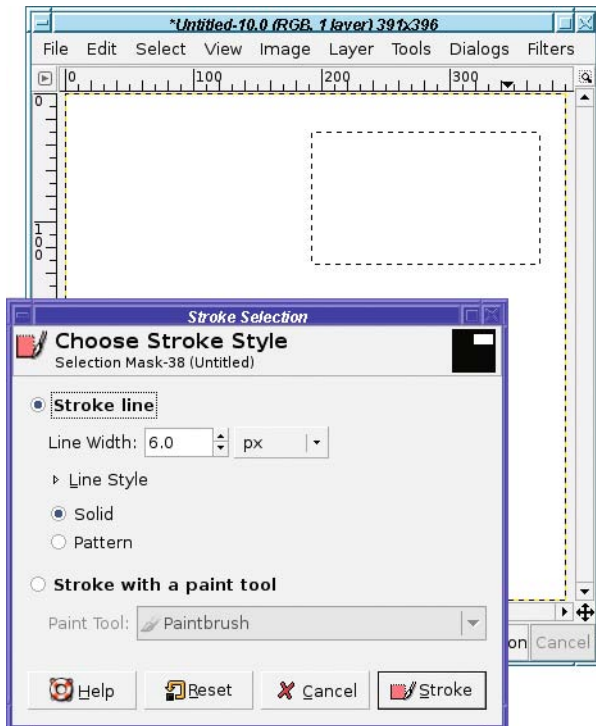 *Untitled-10.0 (RGB, 1 layer) 391x396
File Edit Select View Image Layer Tools Dialogs Filters
0 100 200 300
0
100
Stroke Selection
Choose Stroke Style
Selection Mask-38 (Untitled)
Stroke line
Line Width: 6.0 px
Line Style
Solid
Pattern
Stroke with a paint tool
Paint Tool: Paintbrush
on Cancel
Help Reset Cancel Stroke